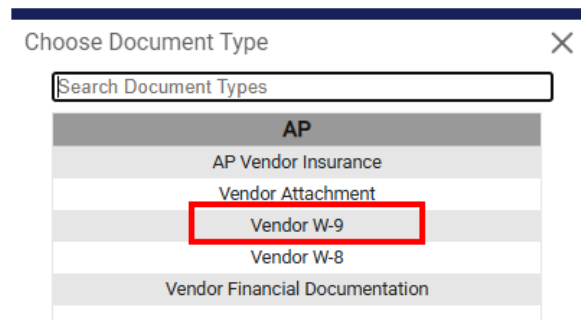 Choose Document Type
Search Document Types
AP
AP Vendor Insurance
Vendor Attachment
Vendor W-9
Vendor W-8
Vendor Financial Documentation